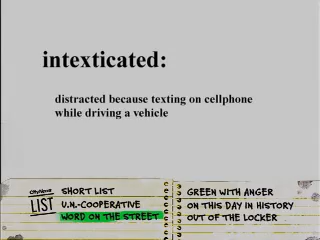 intexticated:
distracted because texting on cellphone
while driving a vehicle
LIST
SHORT LIST
U.N.-COOPERATIVE
WORD ON THE STREET
GREEN WITH ANGER
ON THIS DAY IN HISTORY
OUT OF THE LOCKER